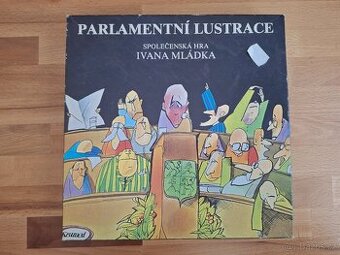 PARLAMENTNÍ LUSTRACE
SPOLEČENSKÁ HRA
IVANA MLÁDKA